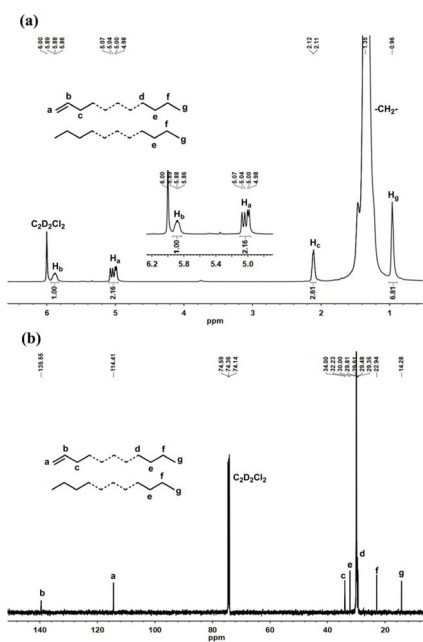 (a)
6.00
5.89
5.88
5.86
5.07
5.04
5.00
4.98
2.12
2.11
1.35
0.96
b
d
f
a
c
e
g
f
e
g
-CH₂-
6.00
5.89
5.88
5.86
5.07
5.04
5.00
4.98
Hb
Ha
1.00
2.16
6.2 5.8 5.4 5.0
C₂D₂Cl₂
Hb
Ha
Hc
Hg
1.00
2.16
2.61
6.81
6 5 4 3 2 1
ppm
(b)
139.55
114.41
74.59
74.36
74.14
34.00
32.23
30.00
29.81
29.61
29.48
29.35
22.94
14.28
b
d
f
a
c
e
g
f
e
g
C₂D₂Cl₂
b
a
c
e
d
f
g
140 120 100 80 60 40 20
ppm